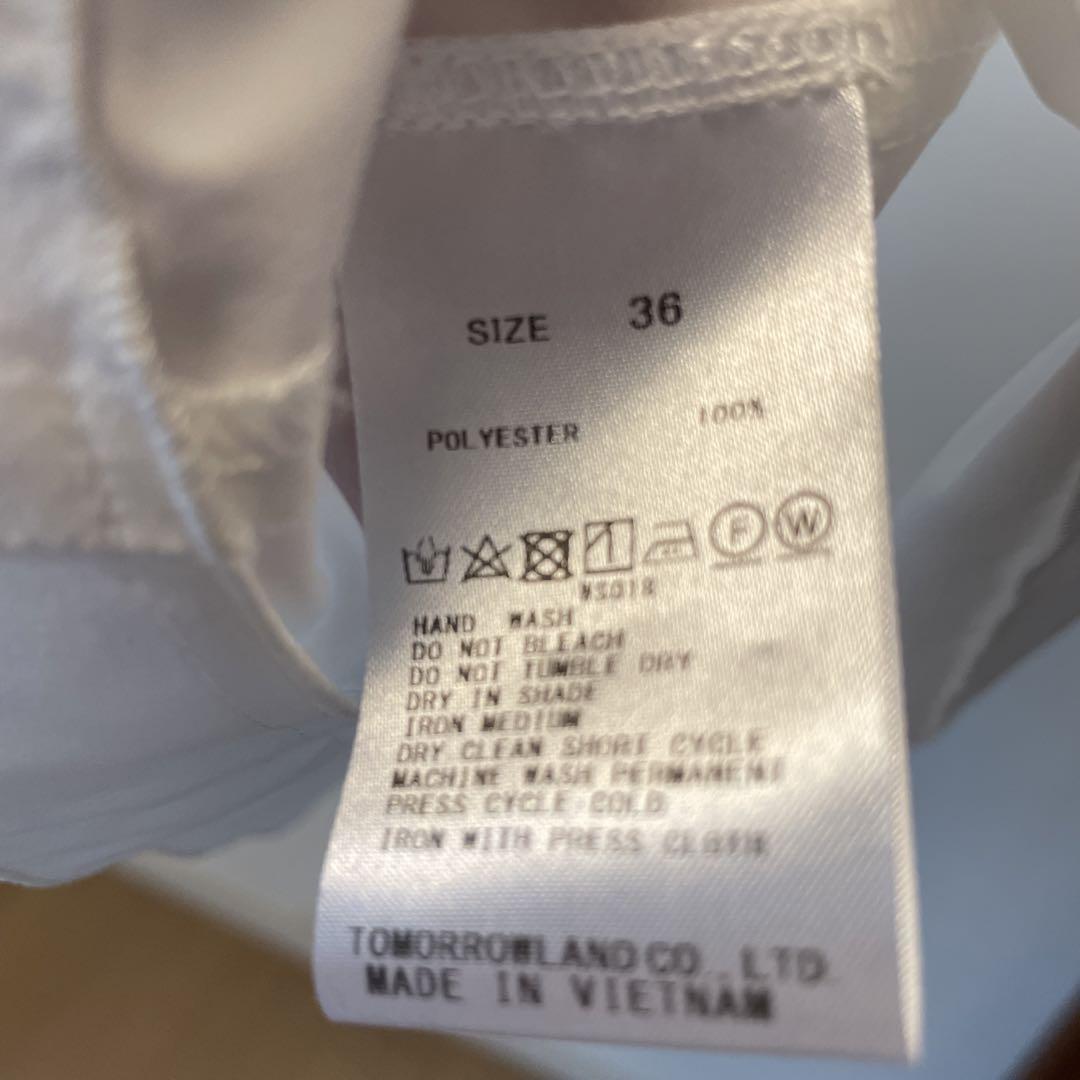 SIZE 36
POLYESTER 100%
F W
WS018
HAND WASH
DO NOT BLEACH
DO NOT TUMBLE DRY
DRY IN SHADE
IRON MEDIUM
DRY CLEAN SHORT CYCLE
MACHINE WASH PERMANENT
PRESS CYCLE COLD
IRON WITH PRESS CLOTH
TOMORROWLAND CO., LTD.
MADE IN VIETNAM